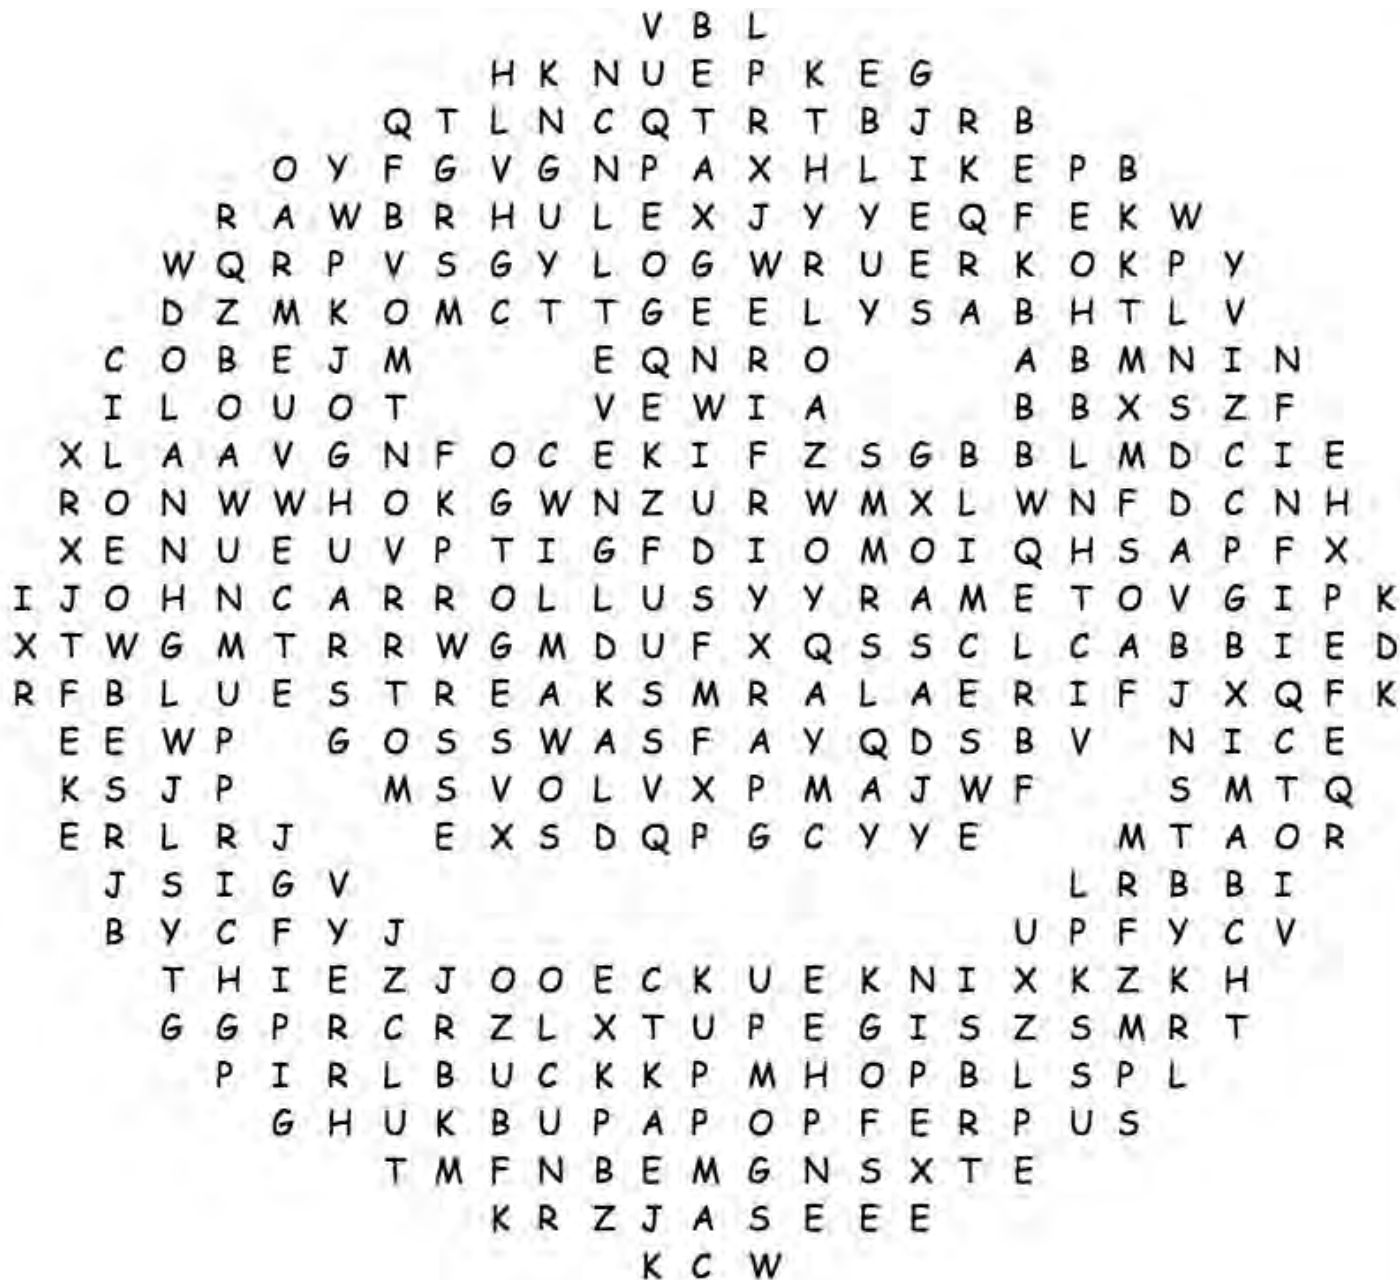 V B L
H K N U E P K E G
Q T L N C Q T R T B J R B
O Y F G V G N P A X H L I K E P B
R A W B R H U L E X J Y Y E Q F E K W
W Q R P V S G Y L O G W R U E R K O K P Y
D Z M K O M C T T G E E L Y S A B H T L V
C O B E J M E Q N R O A B M N I N
I L O U O T V E W I A B B X S Z F
X L A A V G N F O C E K I F Z S G B B L M D C I E
R O N W W H O K G W N Z U R W M X L W N F D C N H
X E N U E U V P T I G F D I O M O I Q H S A P F X
I J O H N C A R R O L L U S Y Y R A M E T O V G I P K
X T W G M T R R W G M D U F X Q S S C L C A B B I E D
R F B L U E S T R E A K S M R A L A E R I F J X Q F K
E E W P G O S S W A S F A Y Q D S B V N I C E
K S J P M S V O L V X P M A J W F S M T Q
E R L R J E X S D Q P G C Y Y E M T A O R
J S I G V L R B B I
B Y C F Y J U P F Y C V
T H I E Z J O O E C K U E K N I X K Z K H
G G P R C R Z L X T U P E G I S Z S M R T
P I R L B U C K K P M H O P B L S P L
G H U K B U P A P O P F E R P U S
T M F N B E M G N S X T E
K R Z J A S E E E
K C W